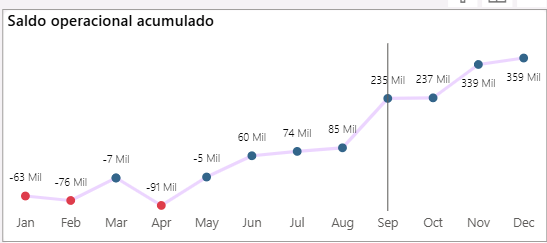 Saldo operacional acumulado
-63 Mil
-76 Mil
-7 Mil
-91 Mil
-5 Mil
60 Mil
74 Mil
85 Mil
235 Mil
237 Mil
339 Mil
359 Mil
Jan Feb Mar Apr May Jun Jul Aug Sep Oct Nov Dec